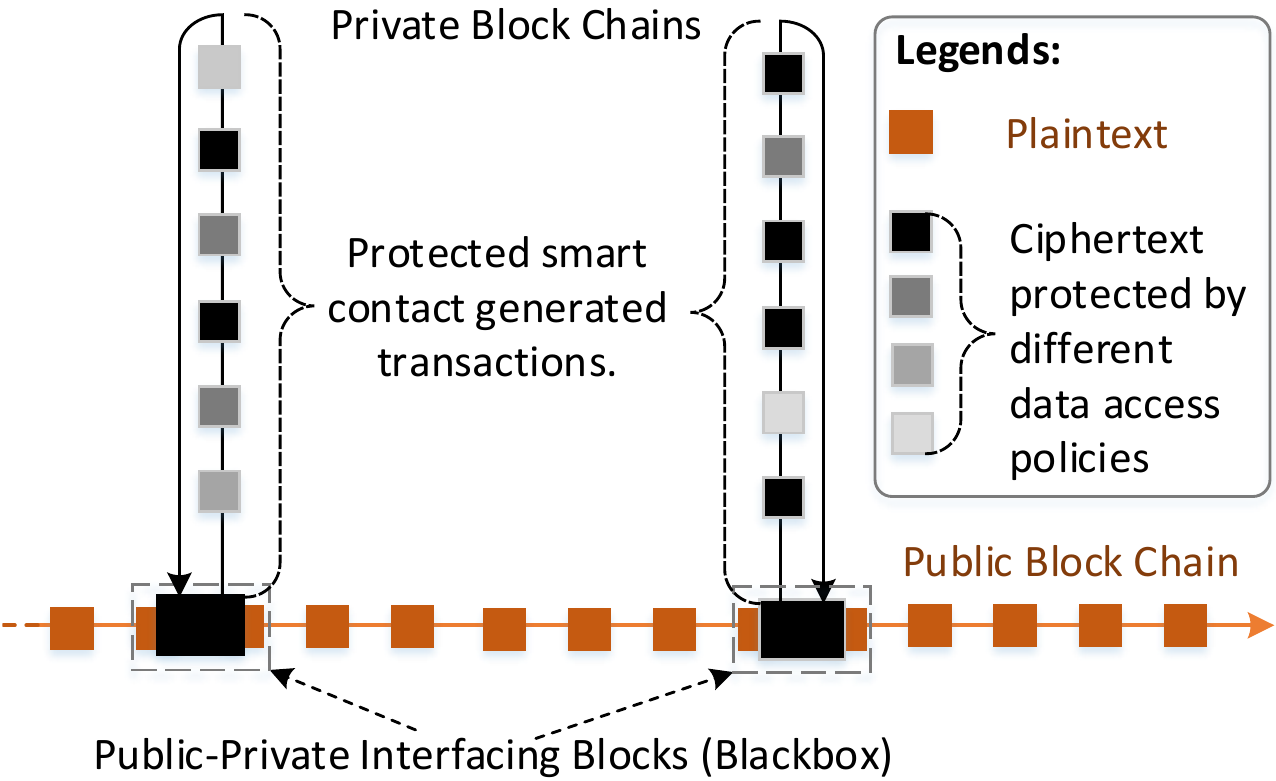 Private Block Chains
Protected smart
contact generated
transactions.
Legends:
Plaintext
Ciphertext
protected by
different
data access
policies
Public Block Chain
Public-Private Interfacing Blocks (Blackbox)